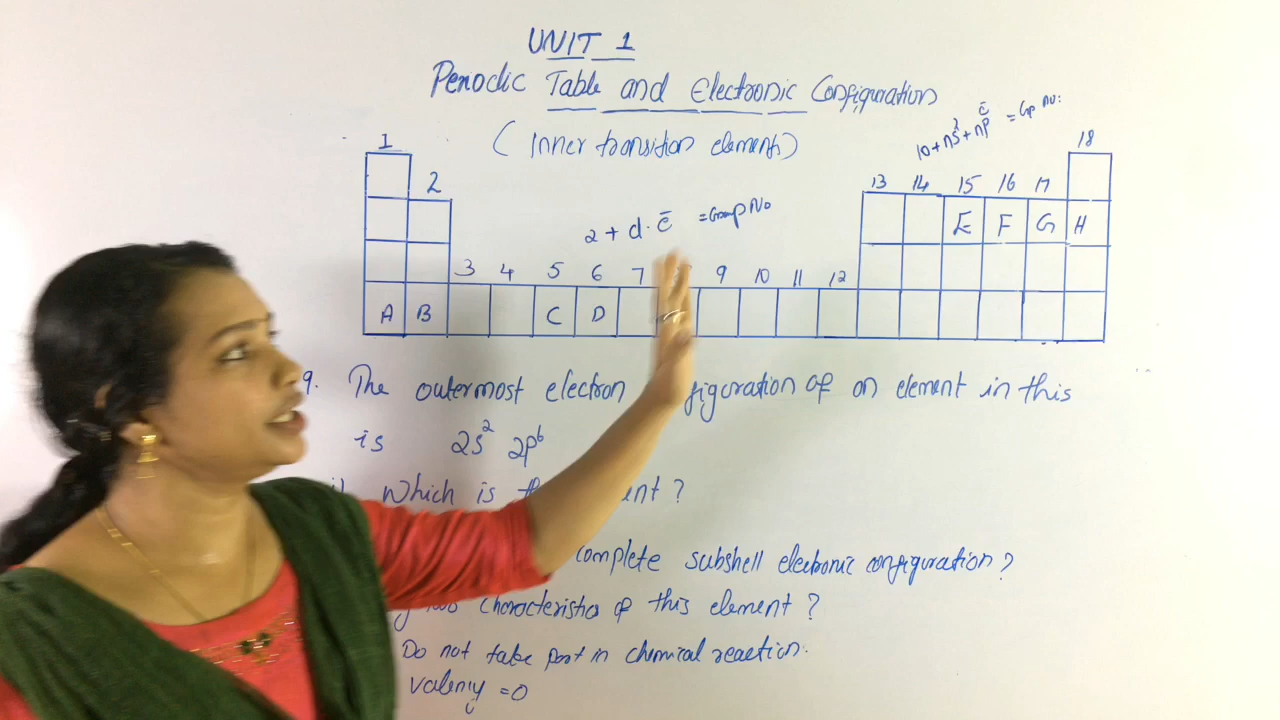 UNIT 1
Periodic Table and Electronic Configuration
(Inner transition elements)
10+ns²+np ē = Gp no:
1
18
2
13 14 15 16 17
E F G H
2 + d. ē = Group No
3 4 5 6 7 9 10 11 12
A B C D
9. The outermost electron figuration of an element in this
is 2s² 2p⁶
Which is ent ?
complete subshell electronic configuration?
characteristics of this element ?
Do not take part in chemical reaction.
valency = 0